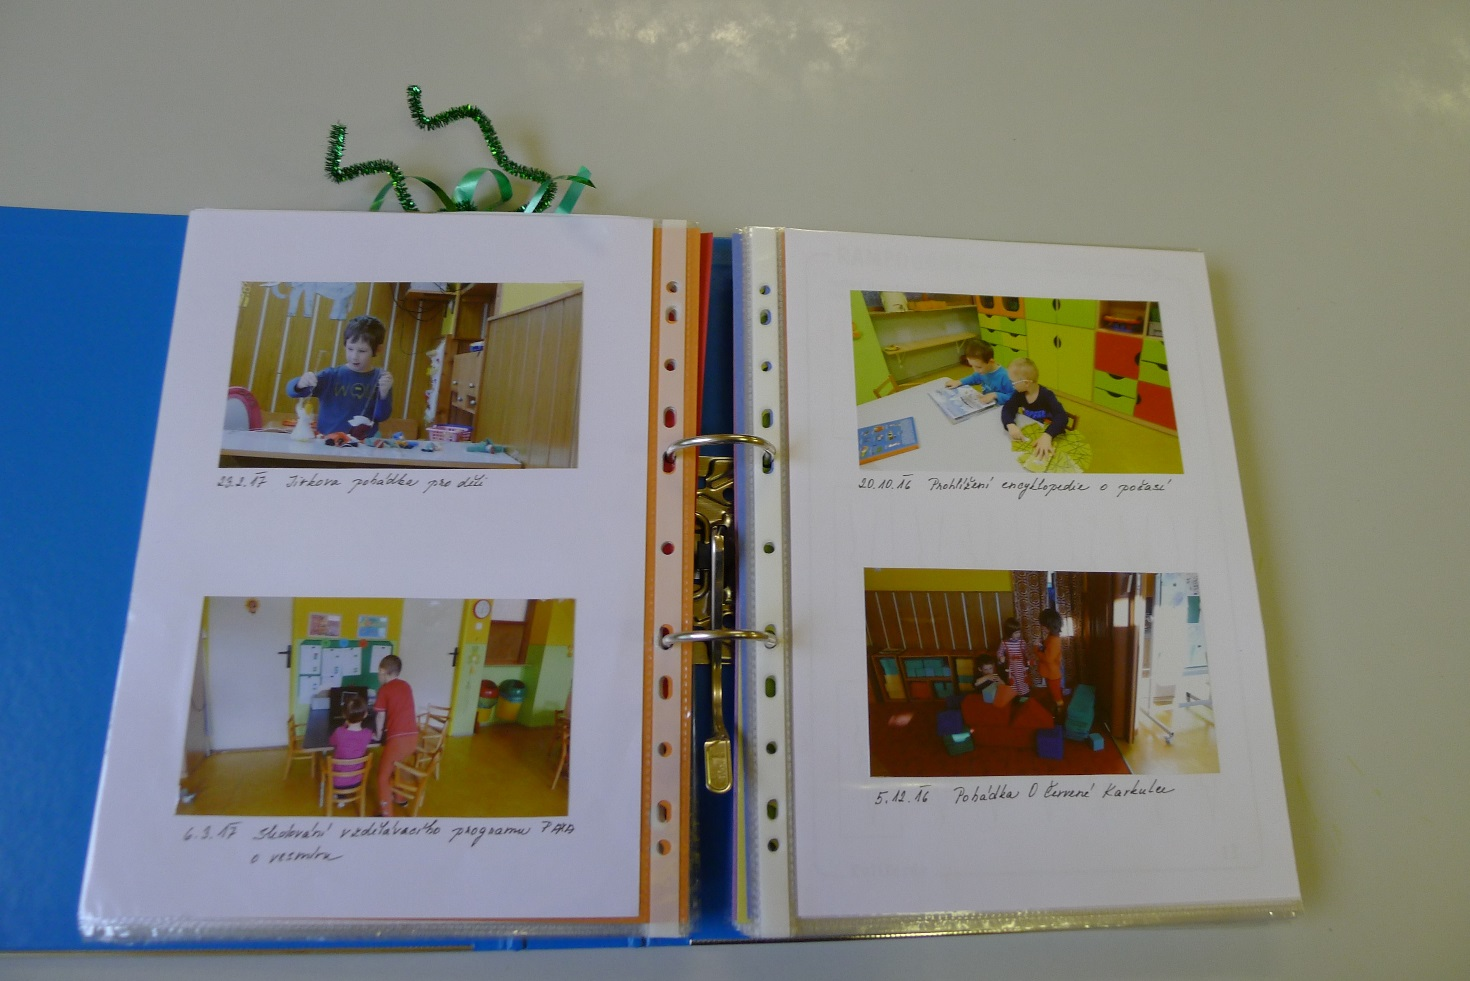 23.2.17 Jirkova pohádka pro děti
6.3.17 Sledování vzdělávacího programu
o vesmíru
20.10.16 Prohlížení encyklopedie o počasí
5.12.16 Pohádka O Červené Karkulce